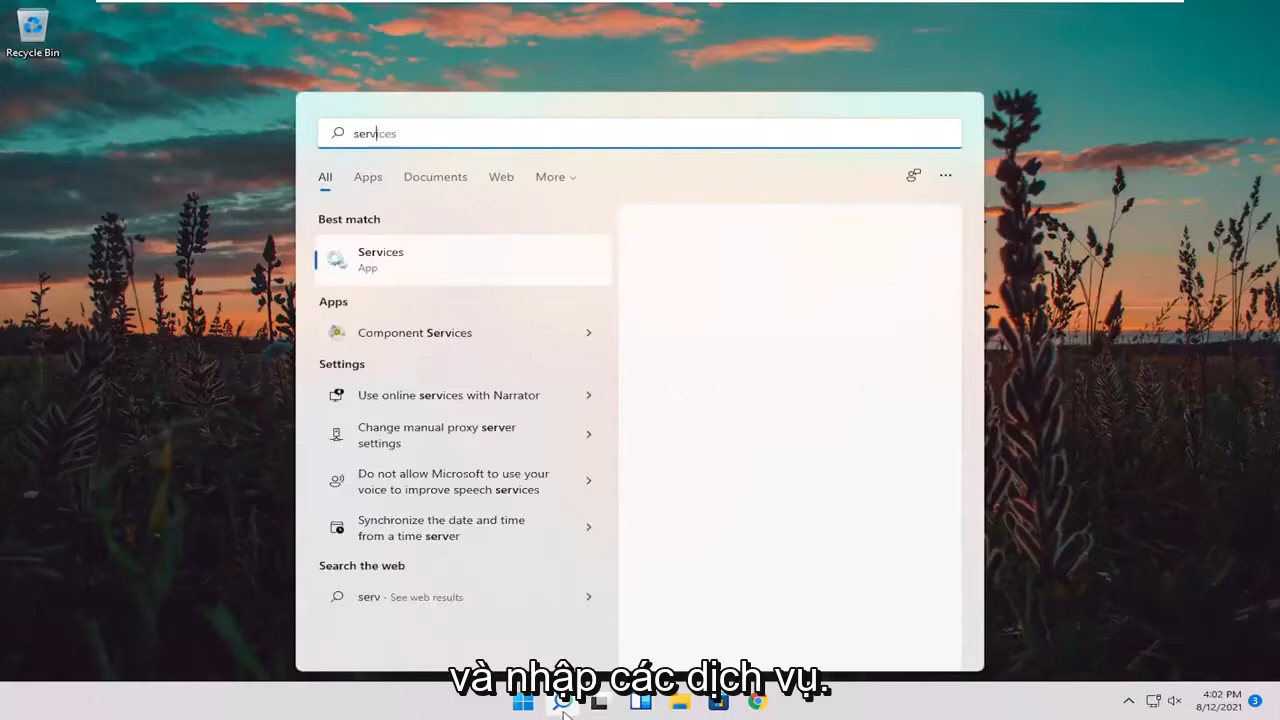 Recycle Bin
services
All Apps Documents Web More
Best match
Services
App
Apps
Component Services
Settings
Use online services with Narrator
Change manual proxy server
settings
Do not allow Microsoft to use your
voice to improve speech services
Synchronize the date and time
from a time server
Search the web
serv - See web results
và nhập các dịch vụ.
4:02 PM
8/12/2021
3